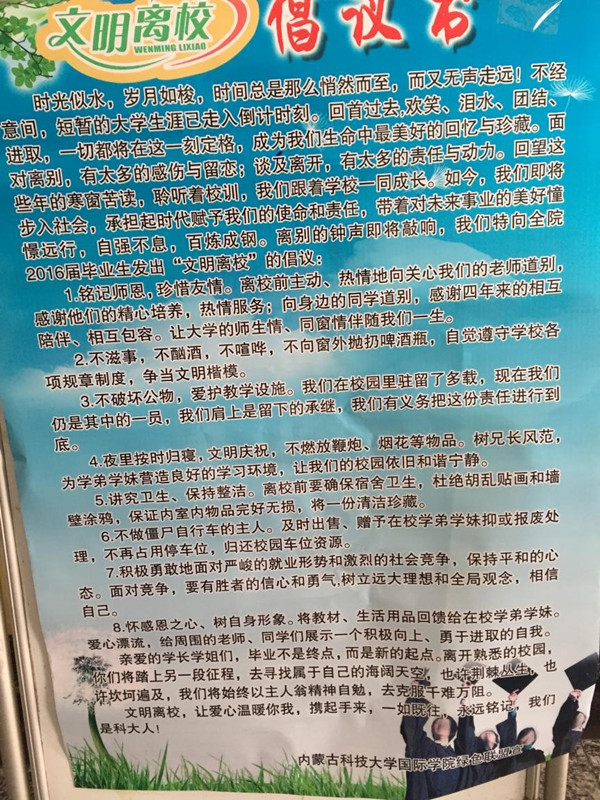 文明离校
WENMING LIXIAO
倡议书
时光似水，岁月如梭，时间总是那么悄然而至，而又无声走远！不经
意间，短暂的大学生涯已走入倒计时刻。回首过去,欢笑、泪水、团结、
进取，一切都将在这一刻定格，成为我们生命中最美好的回忆与珍藏。面
对离别，有太多的感伤与留恋；谈及离开，有太多的责任与动力。回望这
些年的寒窗苦读，聆听着校训，我们跟着学校一同成长。如今，我们即将
步入社会，承担起时代赋予我们的使命和责任，带着对未来事业的美好憧
憬远行，自强不息，百炼成钢。离别的钟声即将敲响，我们特向全院
2016届毕业生发出“文明离校”的倡议：
1.铭记师恩,珍惜友情。离校前主动、热情地向关心我们的老师道别，
感谢他们的精心培养，热情服务；向身边的同学道别，感谢四年来的相互
陪伴、相互包容。让大学的师生情、同窗情伴随我们一生。
2.不滋事，不酗酒，不喧哗，不向窗外抛扔啤酒瓶，自觉遵守学校各
项规章制度，争当文明楷模。
3.不破坏公物，爱护教学设施。我们在校园里驻留了多载，现在我们
仍是其中的一员，我们肩上是留下的承继，我们有义务把这份责任进行到
底。
4.夜里按时归寝,文明庆祝，不燃放鞭炮、烟花等物品。树兄长风范，
为学弟学妹营造良好的学习环境，让我们的校园依旧和谐宁静。
5.讲究卫生、保持整洁。离校前要确保宿舍卫生，杜绝胡乱贴画和墙
壁涂鸦，保证内室内物品完好无损，将一份清洁珍藏。
6.不做僵尸自行车的主人。及时出售、赠予在校学弟学妹抑或报废处
理，不再占用停车位，归还校园车位资源。
7.积极勇敢地面对严峻的就业形势和激烈的社会竞争，保持平和的心
态。面对竞争，要有胜者的信心和勇气,树立远大理想和全局观念，相信
自己。
8.怀感恩之心、树自身形象。将教材、生活用品回馈给在校学弟学妹。
爱心漂流，给周围的老师、同学们展示一个积极向上、勇于进取的自我。
亲爱的学长学姐们，毕业不是终点，而是新的起点。离开熟悉的校园，
你们将踏上另一段征程，去寻找属于自己的海阔天空，也许荆棘丛生，也
许坎坷遍及，我们将始终以主人翁精神自勉，去克服千难万阻。
文明离校，让爱心温暖你我，携起手来，一如既往，永远铭记，我们
是科大人！
内蒙古科技大学国际学院绿色联盟宣